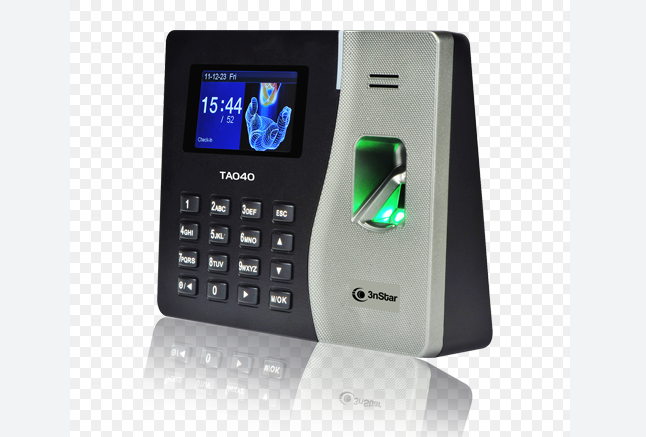 11-12-23 Fri
15:44
/ 52
Check-In
TA040
1 2ABC 3DEF ESC
4GHI 5JKL 6MNO ▲
7PQRS 8TUV 9WXYZ ▼
0 ▶ M/OK
3nStar